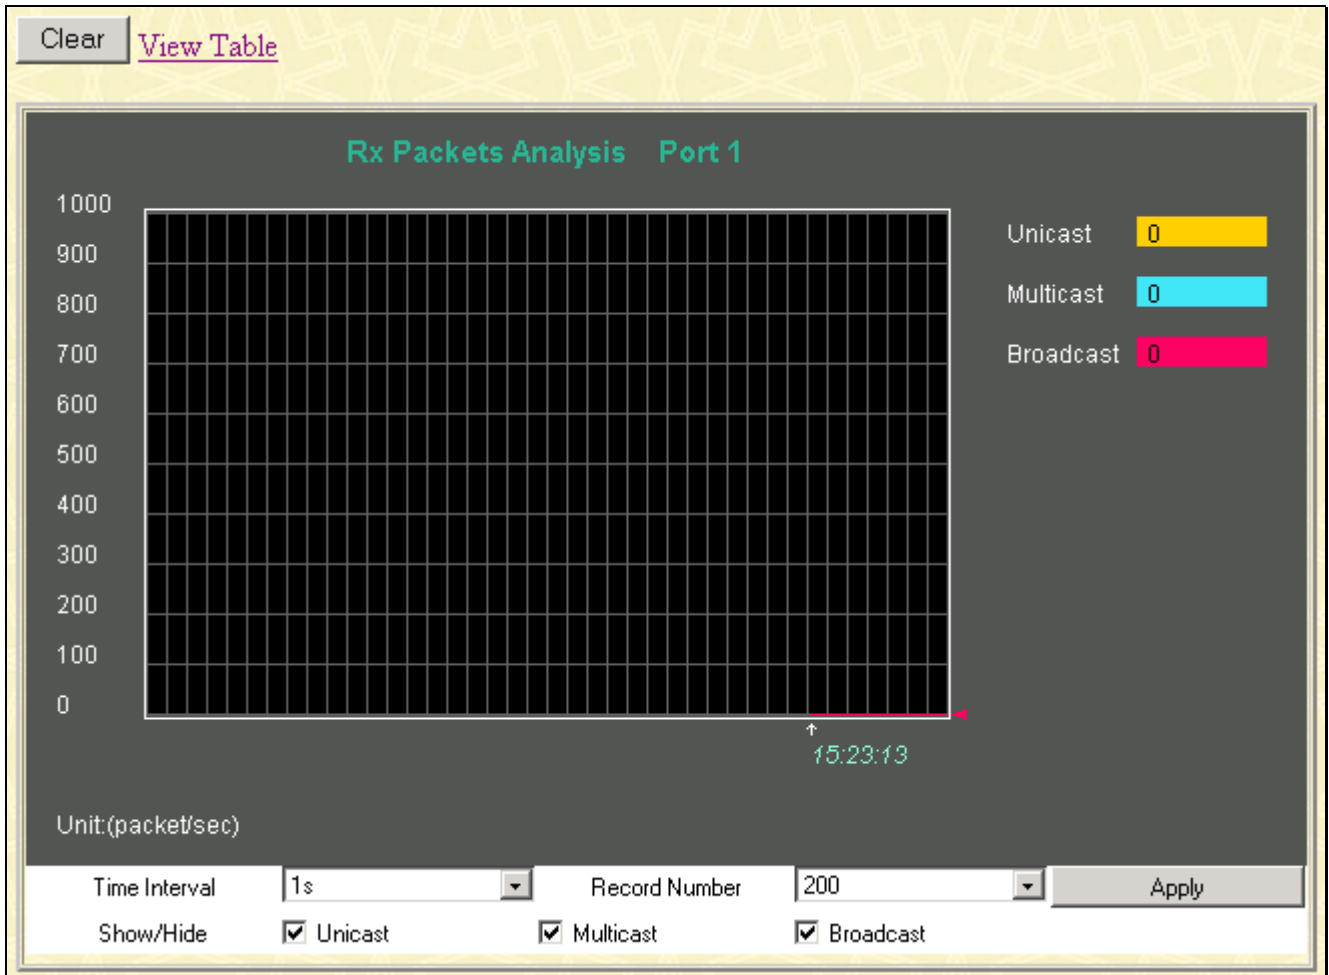 Clear View Table
Rx Packets Analysis Port 1
1000
900
800
700
600
500
400
300
200
100
0
Unicast 0
Multicast 0
Broadcast 0
15:23:13
Unit:(packet/sec)
Time Interval 1s Record Number 200 Apply
Show/Hide Unicast Multicast Broadcast